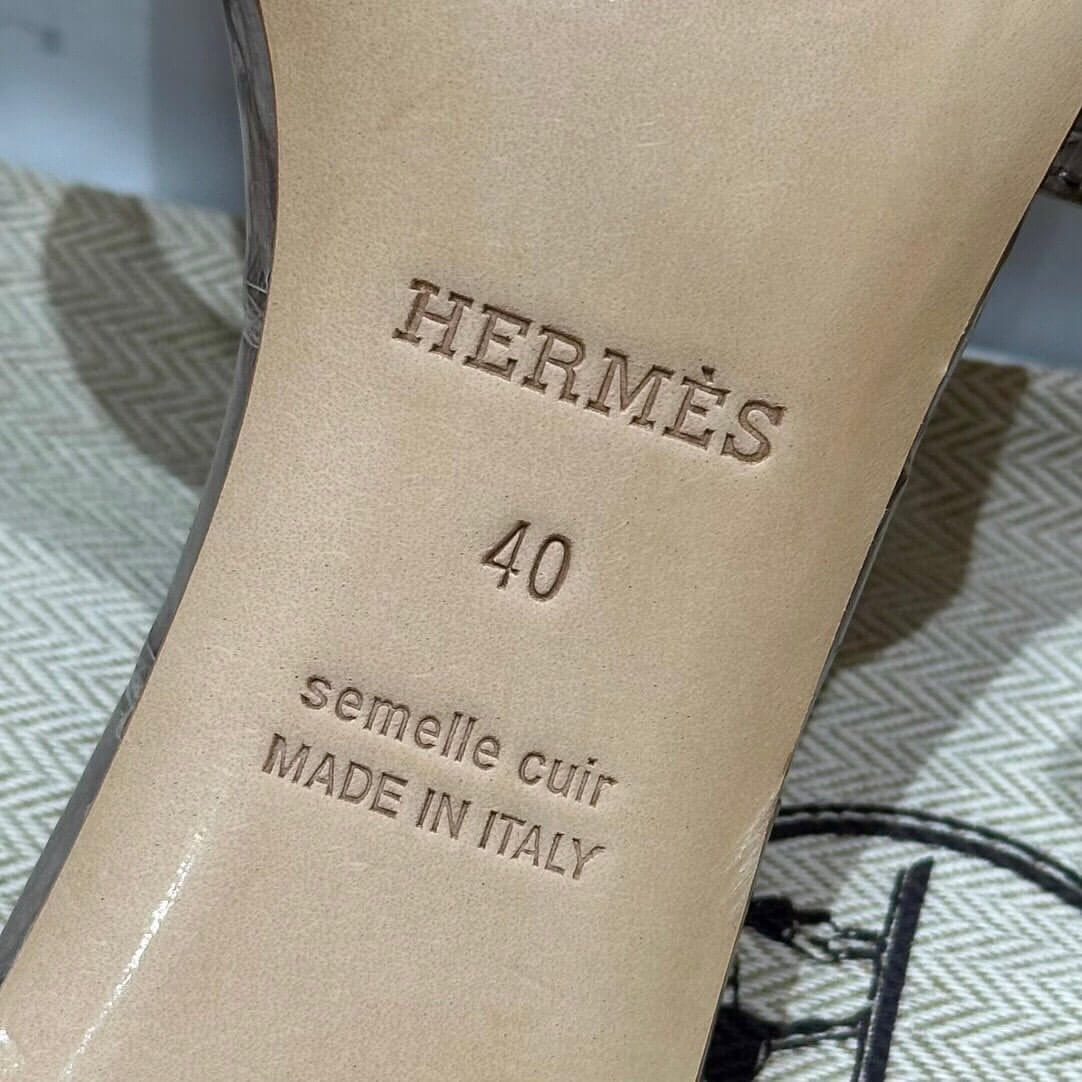 HERMÈS
40
semelle cuir
MADE IN ITALY